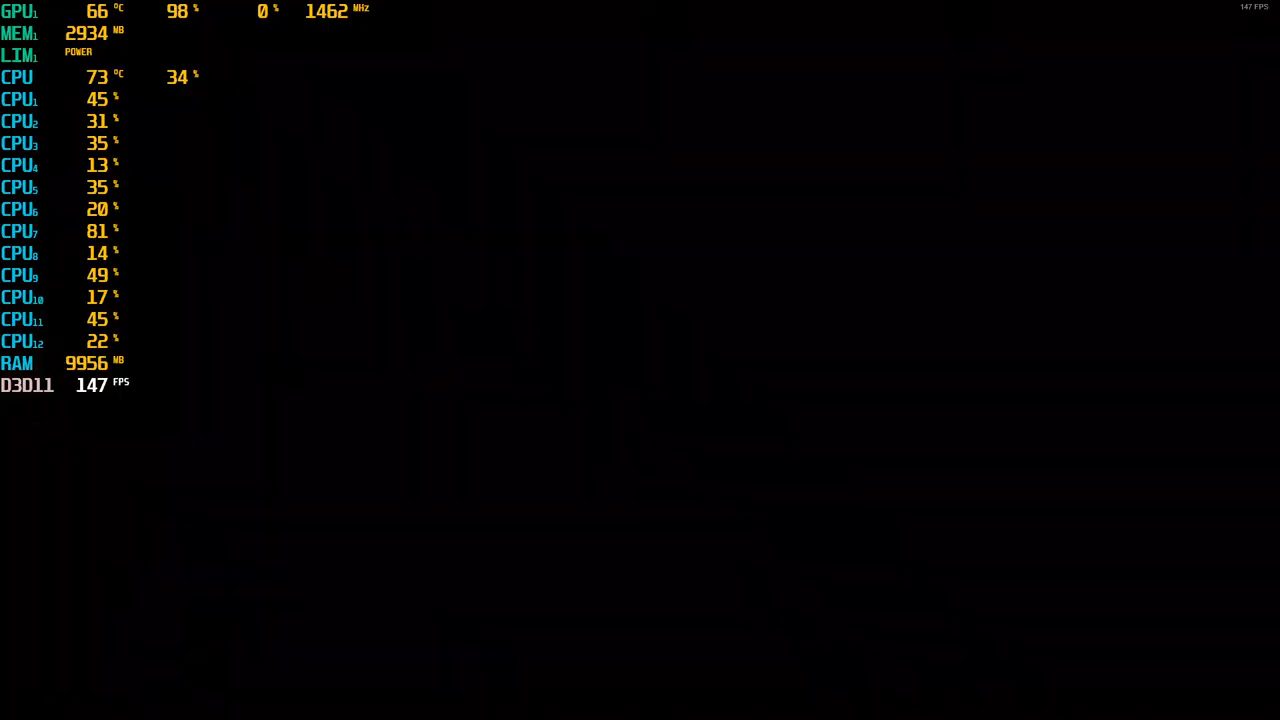 GPU1 66 °C 98 % 0 % 1462 MHz
147 FPS
MEM1 2934 MB
LIM1 POWER
CPU 73 °C 34 %
CPU1 45 %
CPU2 31 %
CPU3 35 %
CPU4 13 %
CPU5 35 %
CPU6 20 %
CPU7 81 %
CPU8 14 %
CPU9 49 %
CPU10 17 %
CPU11 45 %
CPU12 22 %
RAM 9956 MB
D3D11 147 FPS